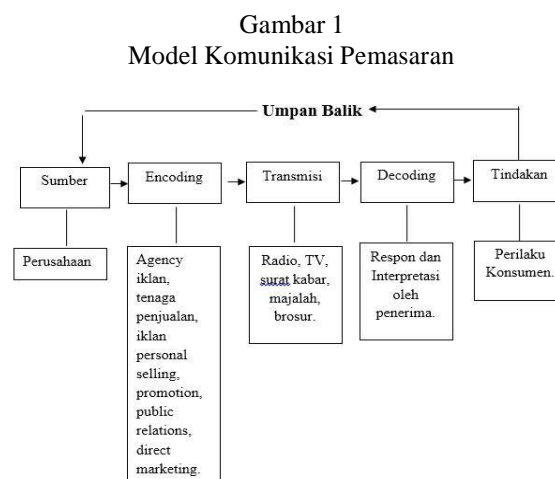 Gambar 1
Model Komunikasi Pemasaran
Umpan Balik
Sumber
Encoding
Transmisi
Decoding
Tindakan
Perusahaan
Agency
iklan,
tenaga
penjualan,
iklan
personal
selling,
promotion,
public
relations,
direct
marketing.
Radio, TV,
surat kabar,
majalah,
brosur.
Respon dan
Interpretasi
oleh
penerima.
Perilaku
Konsumen.